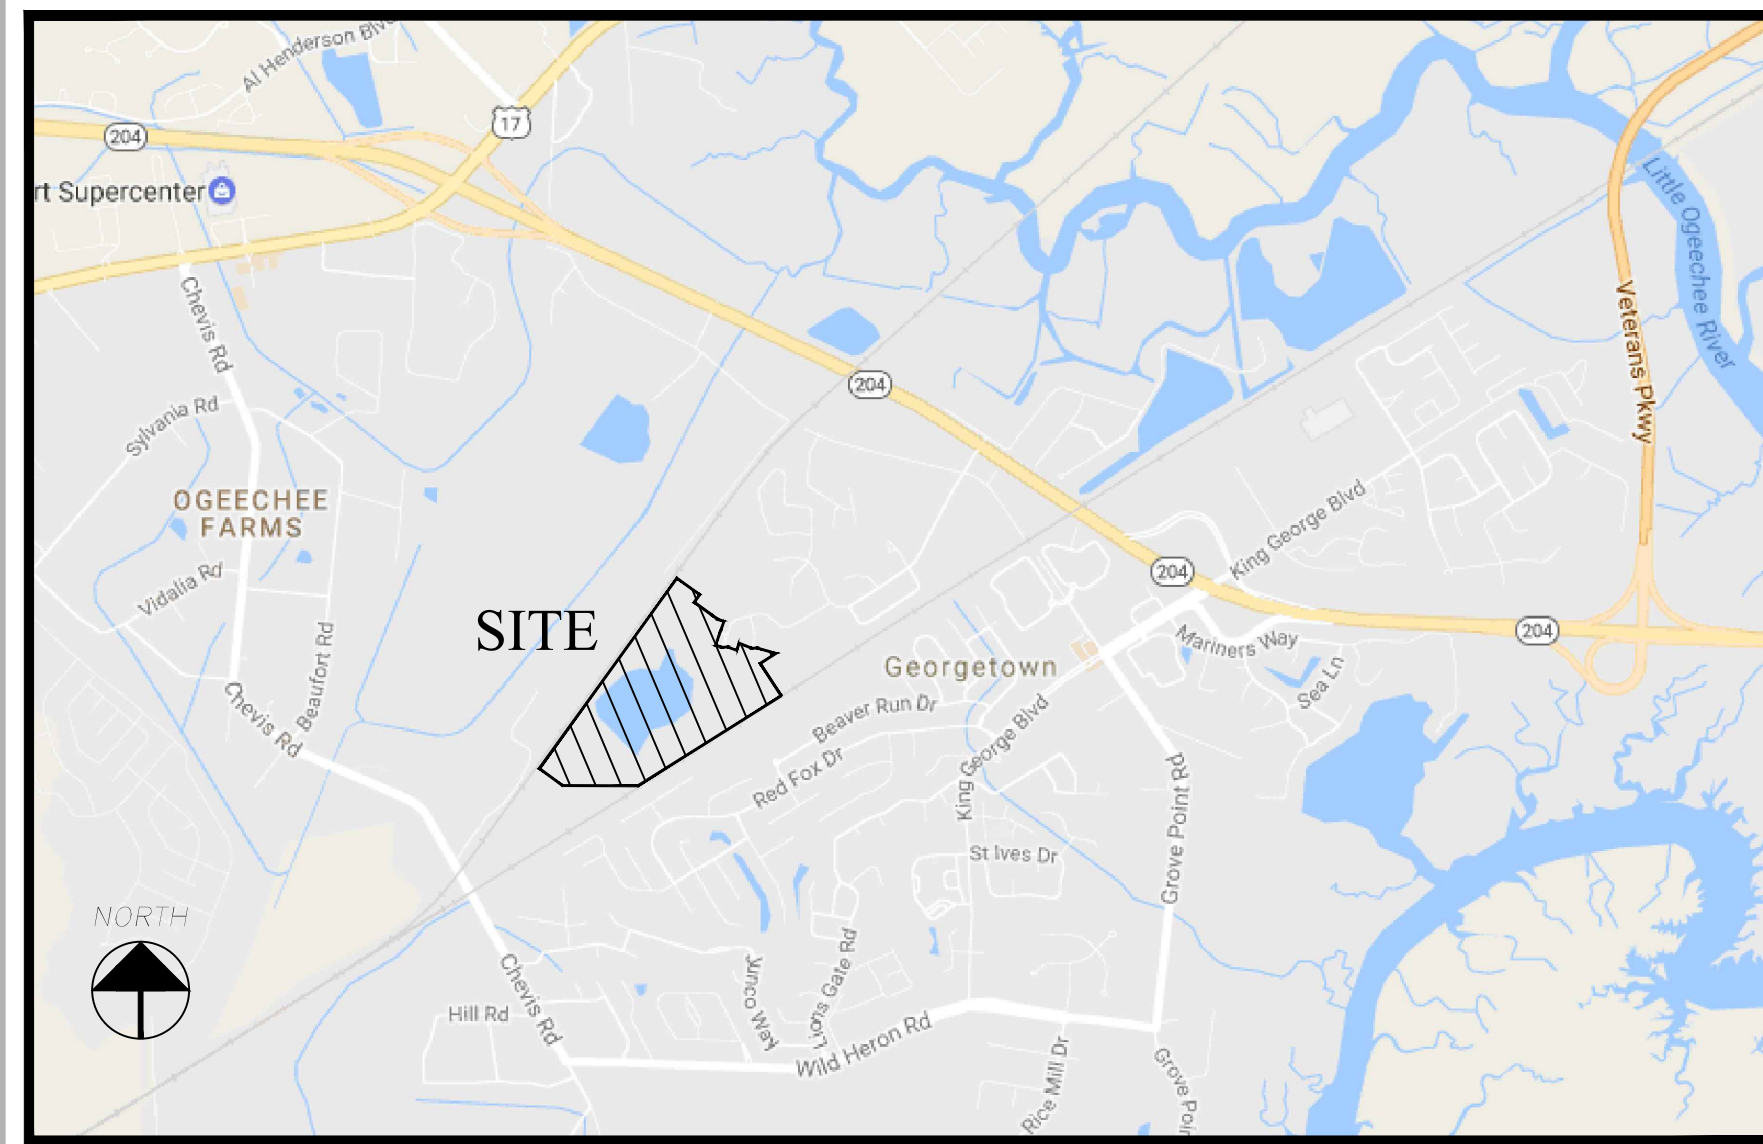 Al Henderson Blv
17
204
rt Supercenter
Little Ogeechee River
Chevis Rd
Veterans Pkwy
204
Sylvania Rd
OGEECHEE
FARMS
King George Blvd
Vidalia Rd
204
SITE
204
Beaufort Rd
Mariners Way
Georgetown
Sea Ln
Chevis Rd
Beaver Run Dr
King George Blvd
Red Fox Dr
Grove Point Rd
St Ives Dr
NORTH
Chevis Rd
Yunco Way
Lions Gate Rd
Hill Rd
Wild Heron Rd
Rice Mill Dr
Grove Poi